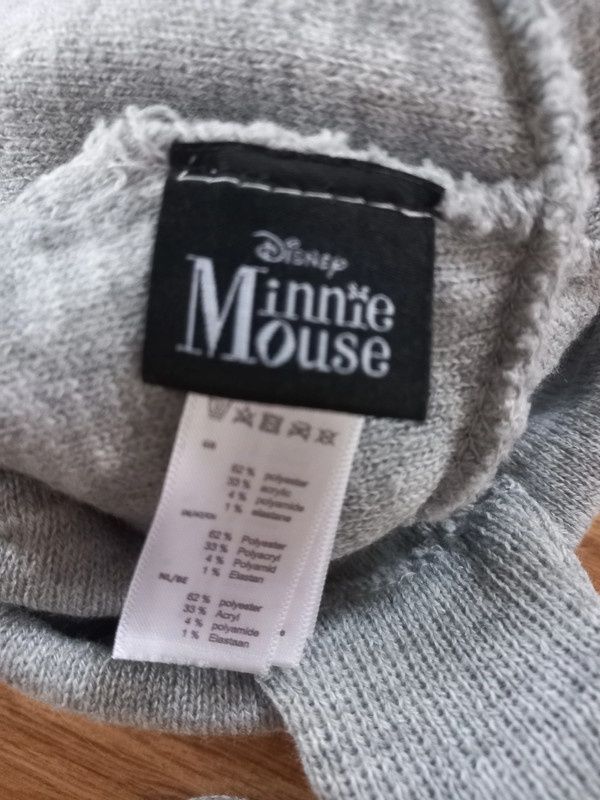 Disney
Minnie
Mouse
GB
62 % polyester
33 % acrylic
4 % polyamide
1 % elastane
62 % Polyester
33 % Polyacryl
4 % Polyamid
1 % Elastan
NL/BE
62 % polyester
33 % Acryl
4 % polyamide
1 % Elastaan